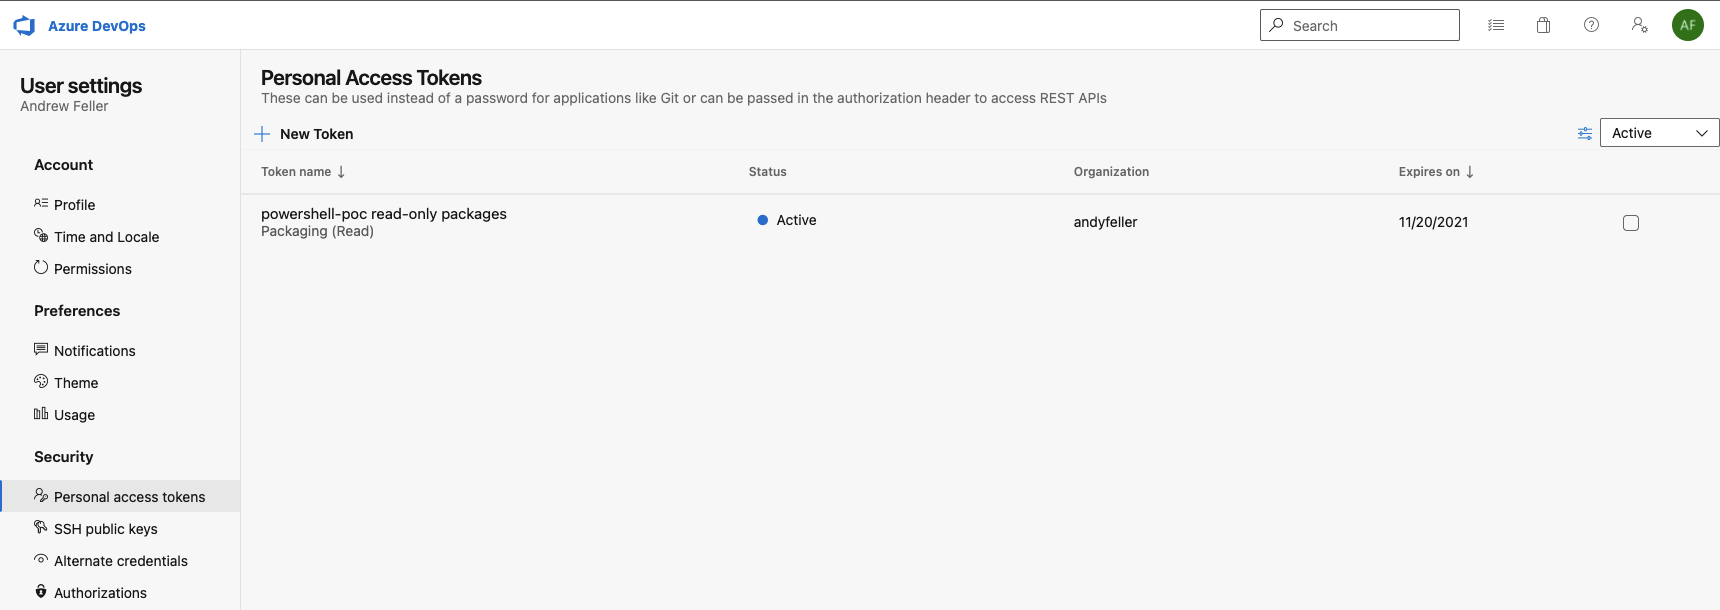 Azure DevOps
Search
AF
User settings
Andrew Feller
Account
Profile
Time and Locale
Permissions
Preferences
Notifications
Theme
Usage
Security
Personal access tokens
SSH public keys
Alternate credentials
Authorizations
Personal Access Tokens
These can be used instead of a password for applications like Git or can be passed in the authorization header to access REST APIs
New Token
Active
Token name ↓ Status Organization Expires on ↓
powershell-poc read-only packages Active andyfeller 11/20/2021
Packaging (Read)